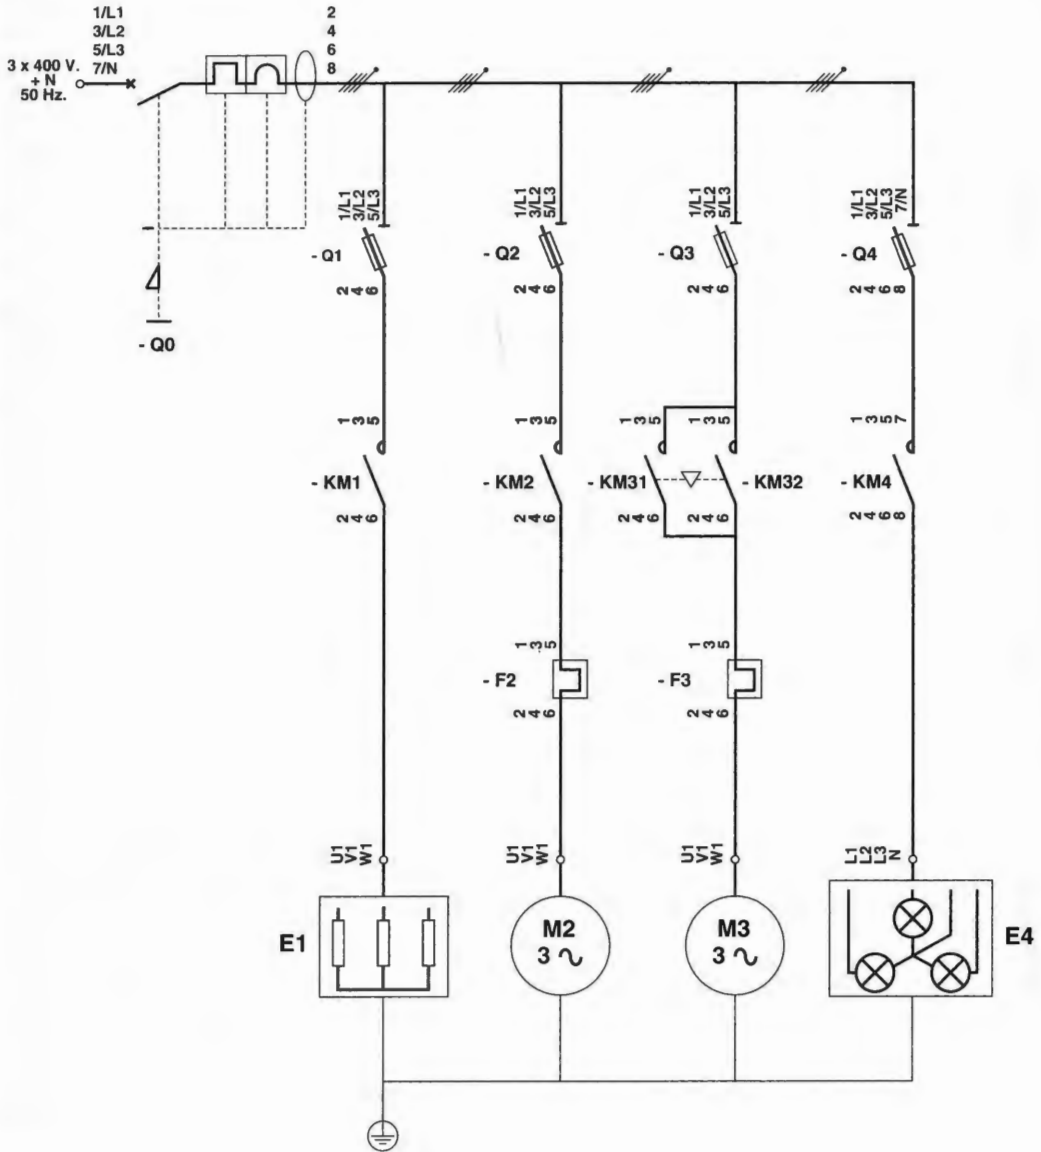 1/L1
3/L2
5/L3
7/N
2
4
6
8
3 x 400 V.
+ N
50 Hz.
- Q0
1/L1
3/L2
5/L3
- Q1
2
4
6
1/L1
3/L2
5/L3
- Q2
2
4
6
1/L1
3/L2
5/L3
- Q3
2
4
6
1/L1
3/L2
5/L3
7/N
- Q4
2
4
6
8
1
3
5
- KM1
2
4
6
1
3
5
- KM2
2
4
6
1
3
5
- KM31
2
4
6
1
3
5
- KM32
2
4
6
1
3
5
7
- KM4
2
4
6
8
1
3
5
- F2
2
4
6
1
3
5
- F3
2
4
6
U1
V1
W1
E1
U1
V1
W1
M2
3 ~
U1
V1
W1
M3
3 ~
L1
L2
L3
N
E4